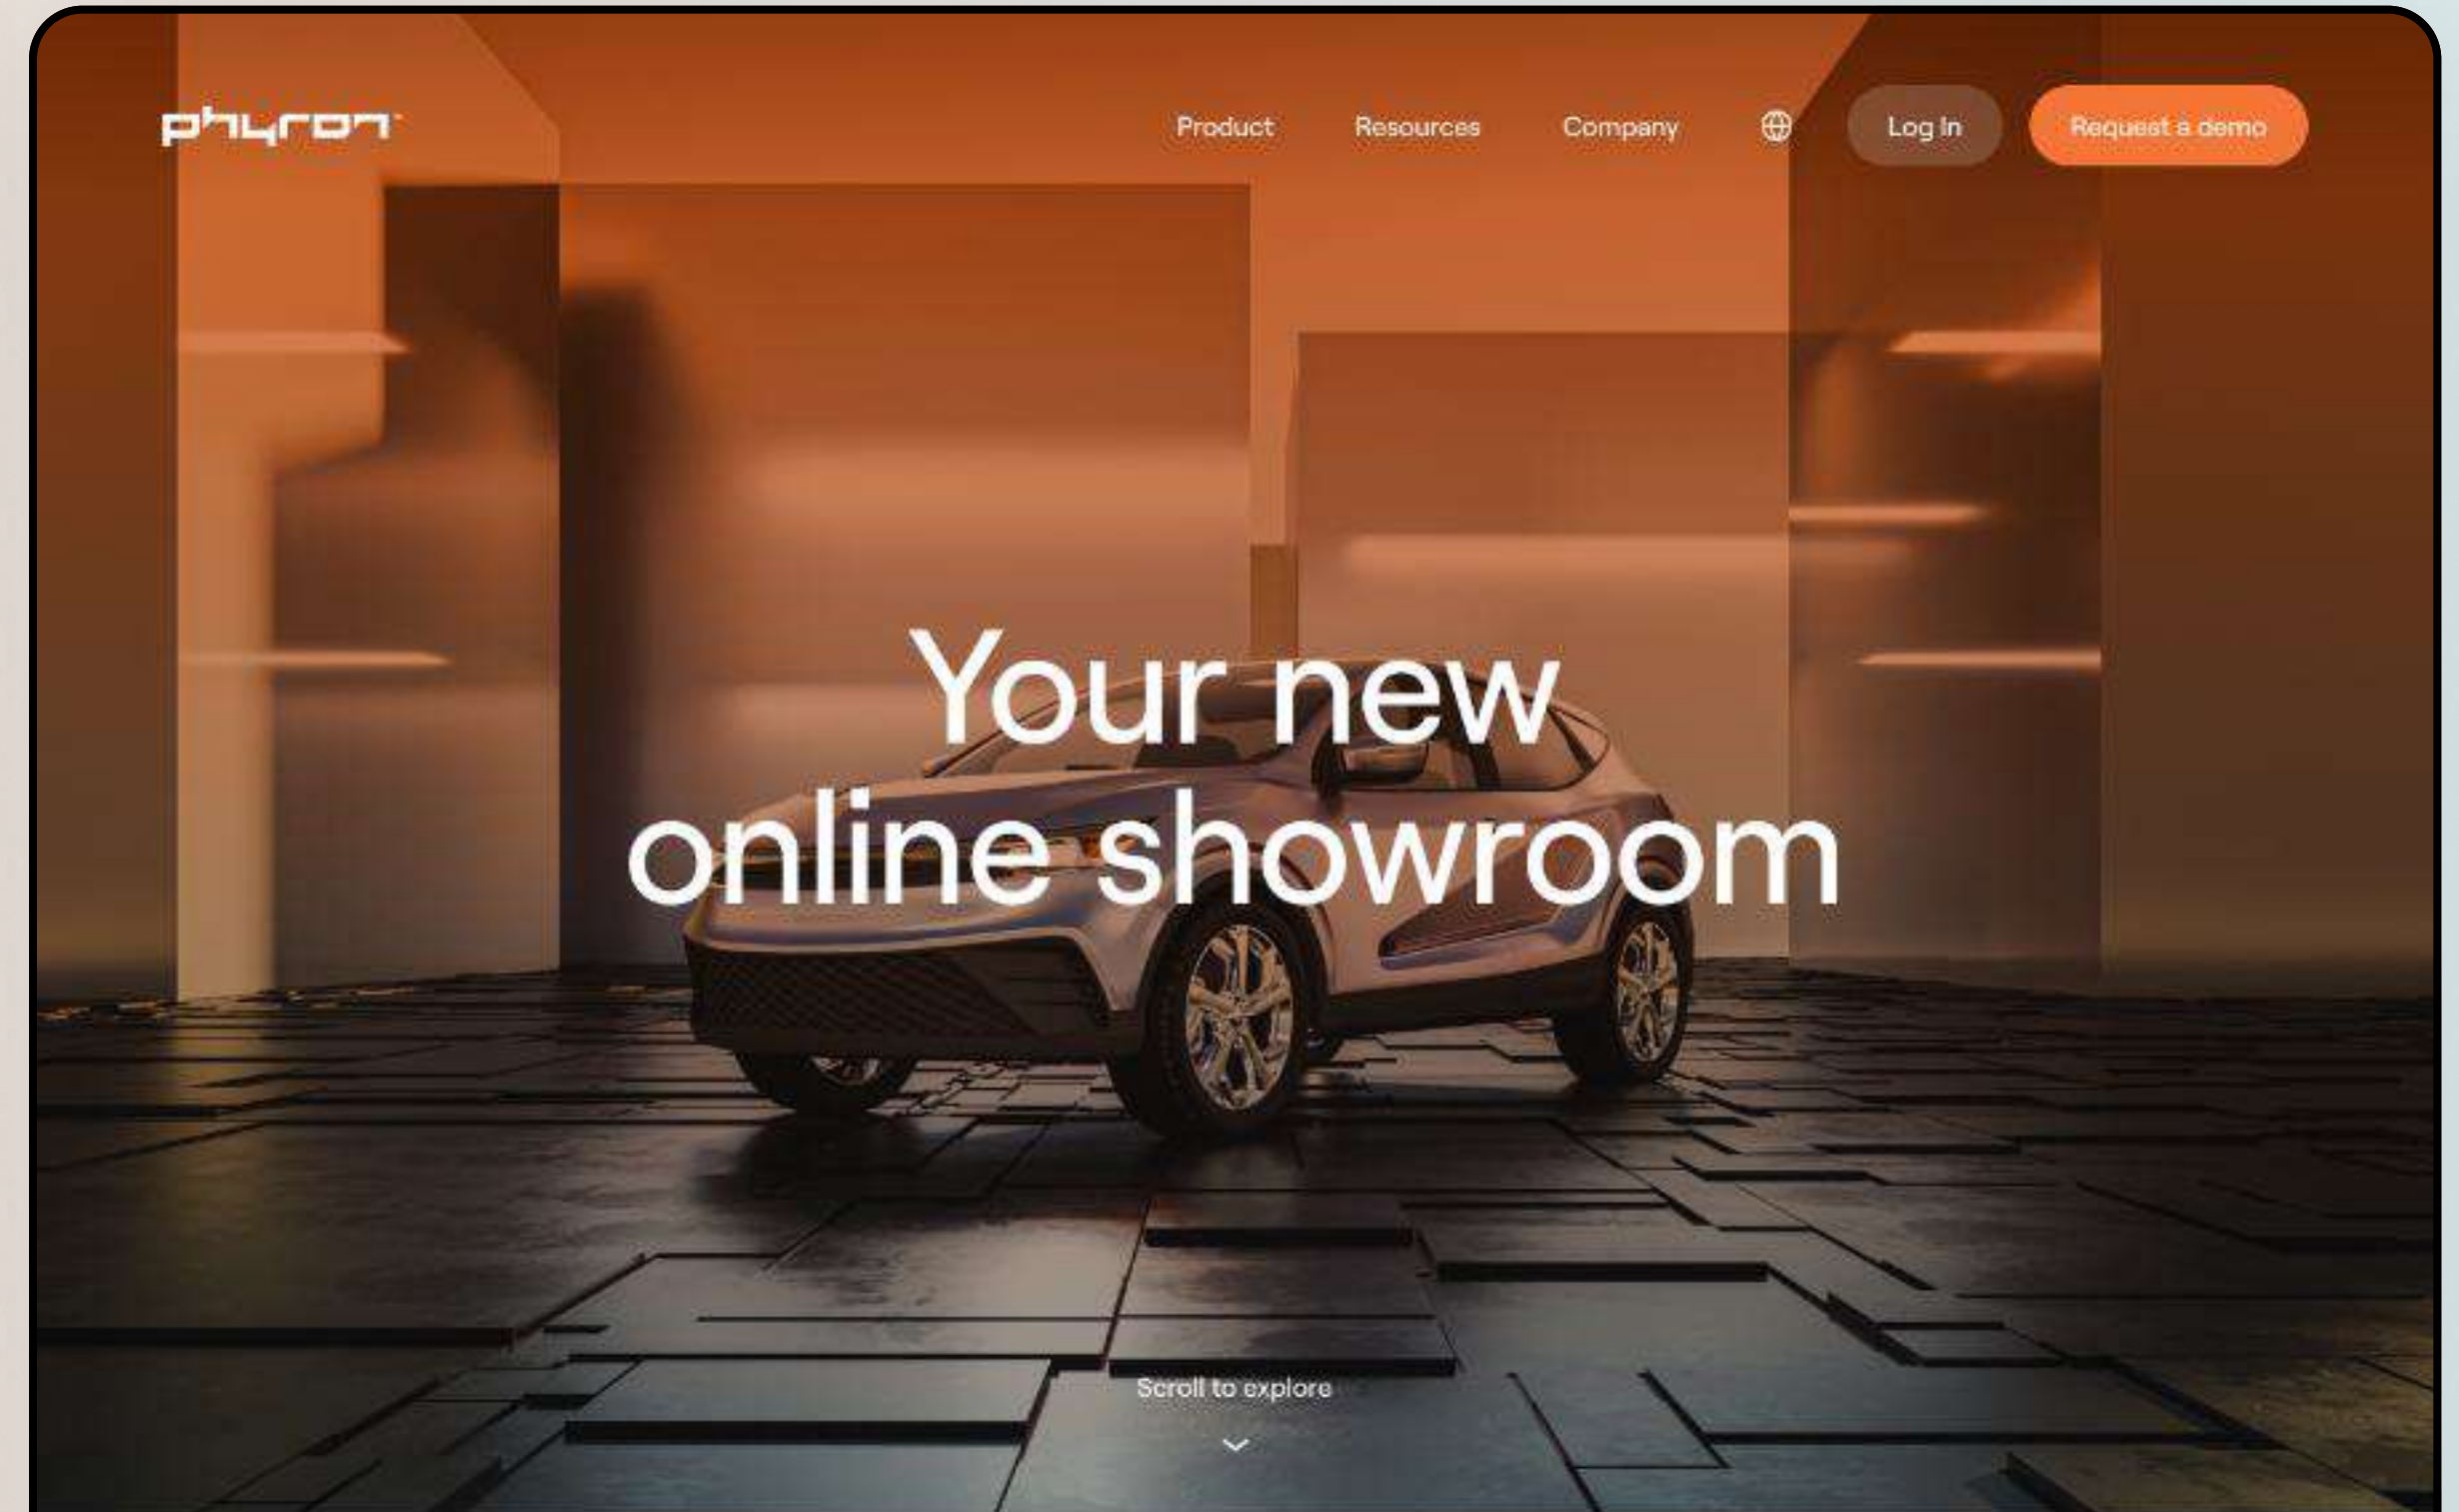 phyron
Product
Resources
Company
Log In
Request a demo
Your new
online showroom
Scroll to explore